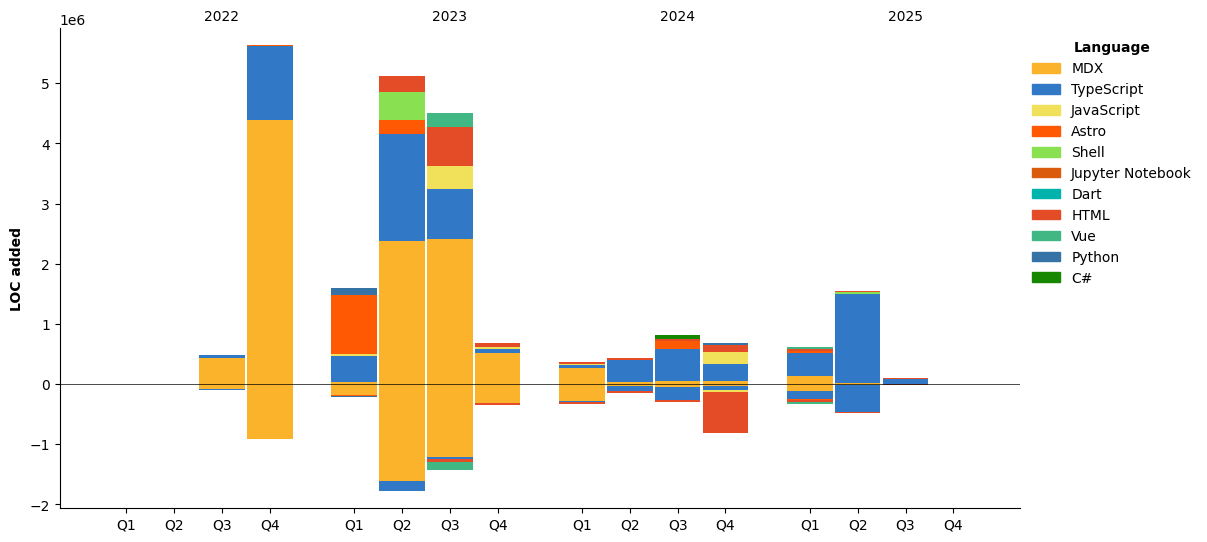 2022 2023 2024 2025
1e6
5
4
3
2
1
0
−1
−2
LOC added
Q1 Q2 Q3 Q4 Q1 Q2 Q3 Q4 Q1 Q2 Q3 Q4 Q1 Q2 Q3 Q4
Language
MDX
TypeScript
JavaScript
Astro
Shell
Jupyter Notebook
Dart
HTML
Vue
Python
C#